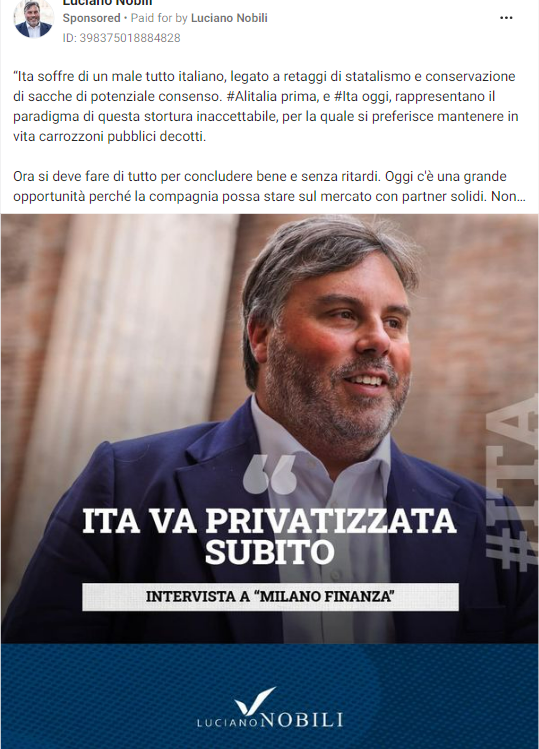 Luciano Nobili
Sponsored • Paid for by Luciano Nobili
ID: 398375018884828
“Ita soffre di un male tutto italiano, legato a retaggi di statalismo e conservazione
di sacche di potenziale consenso. #Alitalia prima, e #Ita oggi, rappresentano il
paradigma di questa stortura inaccettabile, per la quale si preferisce mantenere in
vita carrozzoni pubblici decotti.
Ora si deve fare di tutto per concludere bene e senza ritardi. Oggi c'è una grande
opportunità perché la compagnia possa stare sul mercato con partner solidi. Non...
#ITA
“
ITA VA PRIVATIZZATA
SUBITO
INTERVISTA A “MILANO FINANZA”
LUCIANO NOBILI